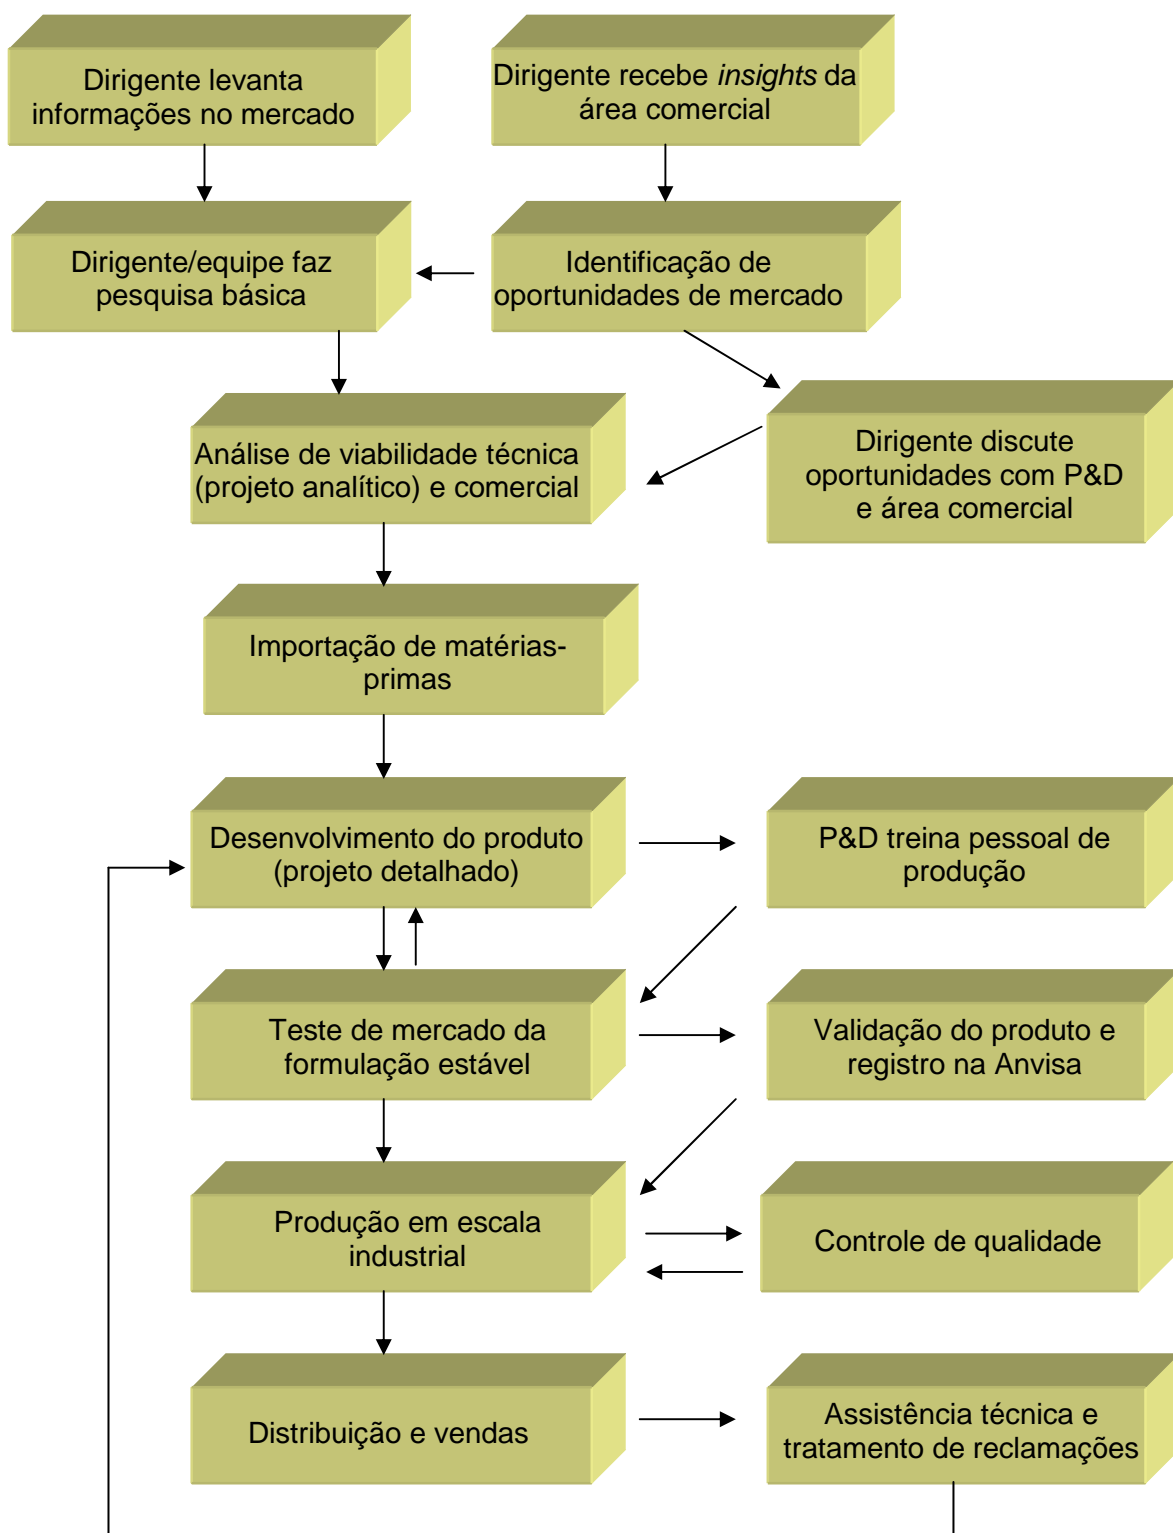 Dirigente levanta
informações no mercado
Dirigente recebe insights da
área comercial
Dirigente/equipe faz
pesquisa básica
Identificação de
oportunidades de mercado
Análise de viabilidade técnica
(projeto analítico) e comercial
Dirigente discute
oportunidades com P&D
e área comercial
Importação de matérias-
primas
Desenvolvimento do produto
(projeto detalhado)
P&D treina pessoal de
produção
Teste de mercado da
formulação estável
Validação do produto e
registro na Anvisa
Produção em escala
industrial
Controle de qualidade
Distribuição e vendas
Assistência técnica e
tratamento de reclamações